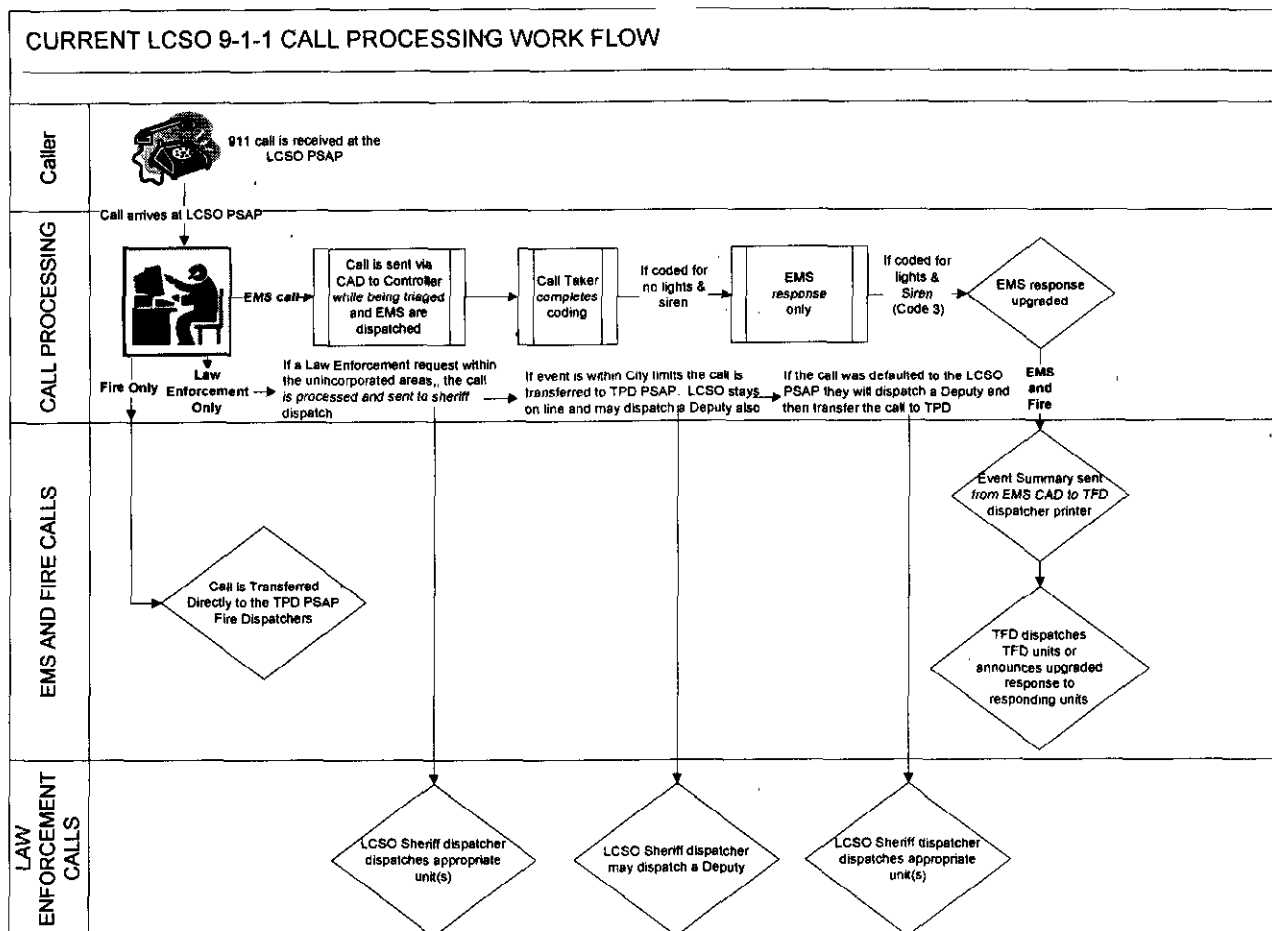 CURRENT LCSO 9-1-1 CALL PROCESSING WORK FLOW
Caller
911 call is received at the
LCSO PSAP
Call arrives at LCSO PSAP
CALL PROCESSING
EMS call
Call is sent via
CAD to Controller
while being triaged
and EMS are
dispatched
Call Taker
completes
coding
If coded for
no lights &
siren
EMS
response
only
If coded for
lights &
Siren
(Code 3)
EMS response
upgraded
Fire Only
Law
Enforcement
Only
If a Law Enforcement request within
the unincorporated areas,, the call
is processed and sent to sheriff
dispatch
If event is within City limits the call is
transferred to TPD PSAP. LCSO stays
on line and may dispatch a Deputy also
If the call was defaulted to the LCSO
PSAP they will dispatch a Deputy and
then transfer the call to TPD
EMS
and
Fire
EMS AND FIRE CALLS
Call is Transferred
Directly to the TPD PSAP
Fire Dispatchers
Event Summary sent
from EMS CAD to TFD
dispatcher printer
TFD dispatches
TFD units or
announces upgraded
response to
responding units
LAW
ENFORCEMENT
CALLS
LCSO Sheriff dispatcher
dispatches appropriate
unit(s)
LCSO Sheriff dispatcher
may dispatch a Deputy
LCSO Sheriff dispatcher
dispatches appropriate
unit(s)